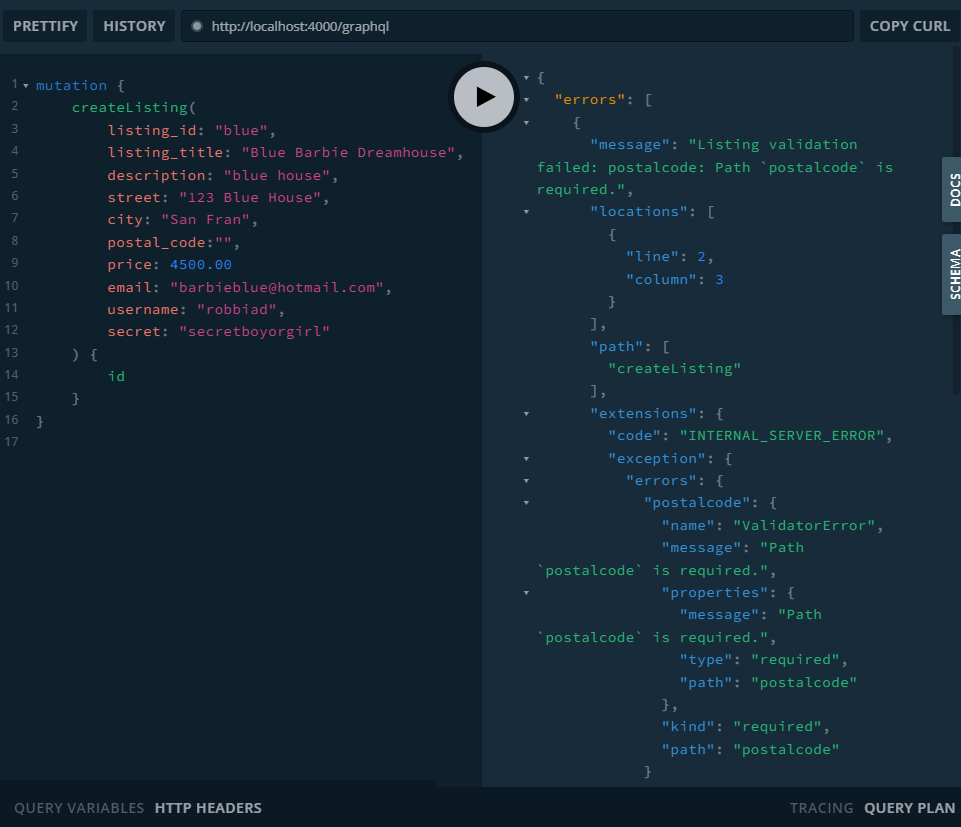 PRETTIFY HISTORY http://localhost:4000/graphql COPY CURL
1 mutation {
2 createListing(
3 listing_id: "blue",
4 listing_title: "Blue Barbie Dreamhouse",
5 description: "blue house",
6 street: "123 Blue House",
7 city: "San Fran",
8 postal_code:"",
9 price: 4500.00
10 email: "barbieblue@hotmail.com",
11 username: "robbiad",
12 secret: "secretboyorgirl"
13 ) {
14 id
15 }
16 }
17
{
"errors": [
{
"message": "Listing validation
failed: postalcode: Path `postalcode` is
required.",
"locations": [
{
"line": 2,
"column": 3
}
],
"path": [
"createListing"
],
"extensions": {
"code": "INTERNAL_SERVER_ERROR",
"exception": {
"errors": {
"postalcode": {
"name": "ValidatorError",
"message": "Path
`postalcode` is required.",
"properties": {
"message": "Path
`postalcode` is required.",
"type": "required",
"path": "postalcode"
},
"kind": "required",
"path": "postalcode"
}
DOCS
SCHEMA
QUERY VARIABLES HTTP HEADERS TRACING QUERY PLAN